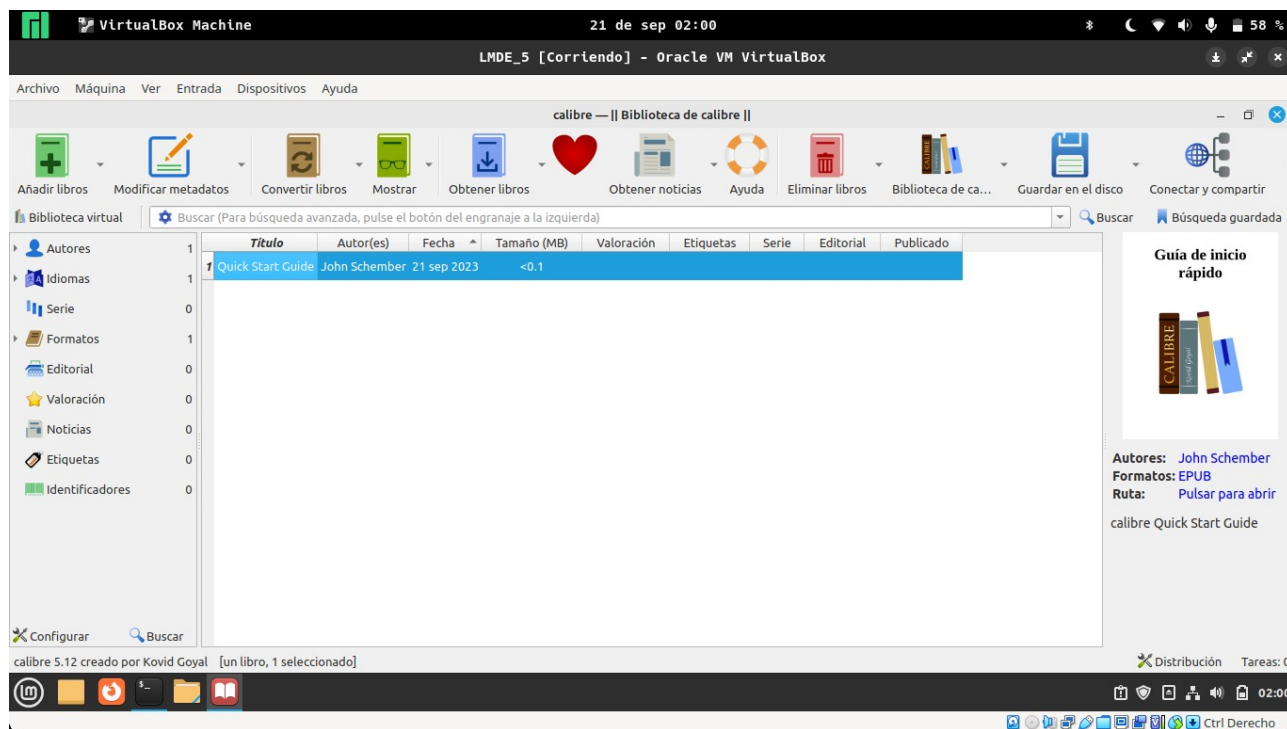 VirtualBox Machine 21 de sep 02:00 58 %
LMDE_5 [Corriendo] - Oracle VM VirtualBox
Archivo Máquina Ver Entrada Dispositivos Ayuda
calibre — || Biblioteca de calibre ||
Añadir libros Modificar metadatos Convertir libros Mostrar Obtener libros Obtener noticias Ayuda Eliminar libros Biblioteca de ca... Guardar en el disco Conectar y compartir
Biblioteca virtual Buscar (Para búsqueda avanzada, pulse el botón del engranaje a la izquierda) Buscar Búsqueda guardada
Autores 1
Idiomas 1
Serie 0
Formatos 1
Editorial 0
Valoración 0
Noticias 0
Etiquetas 0
Identificadores 0
Título Autor(es) Fecha Tamaño (MB) Valoración Etiquetas Serie Editorial Publicado
1 Quick Start Guide John Schember 21 sep 2023 <0.1
Guía de inicio
rápido
CALIBRE
Kovid Goyal
Autores: John Schember
Formatos: EPUB
Ruta: Pulsar para abrir
calibre Quick Start Guide
Configurar Buscar
calibre 5.12 creado por Kovid Goyal [un libro, 1 seleccionado] Distribución Tareas: 0
02:00
Ctrl Derecho